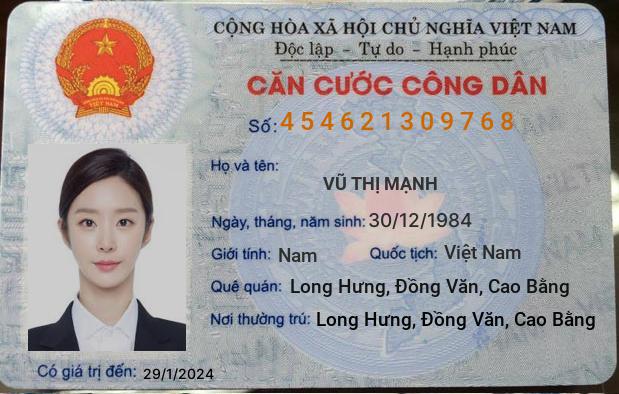 CỘNG HÒA XÃ HỘI CHỦ NGHĨA VIỆT NAM
Độc lập - Tự do - Hạnh phúc
CĂN CƯỚC CÔNG DÂN
Số: 454621309768
Họ và tên:
VŨ THỊ MẠNH
Ngày, tháng, năm sinh: 30/12/1984
Giới tính: Nam Quốc tịch: Việt Nam
Quê quán: Long Hưng, Đồng Văn, Cao Bằng
Nơi thường trú: Long Hưng, Đồng Văn, Cao Bằng
Có giá trị đến: 29/1/2024
VIỆT NAM